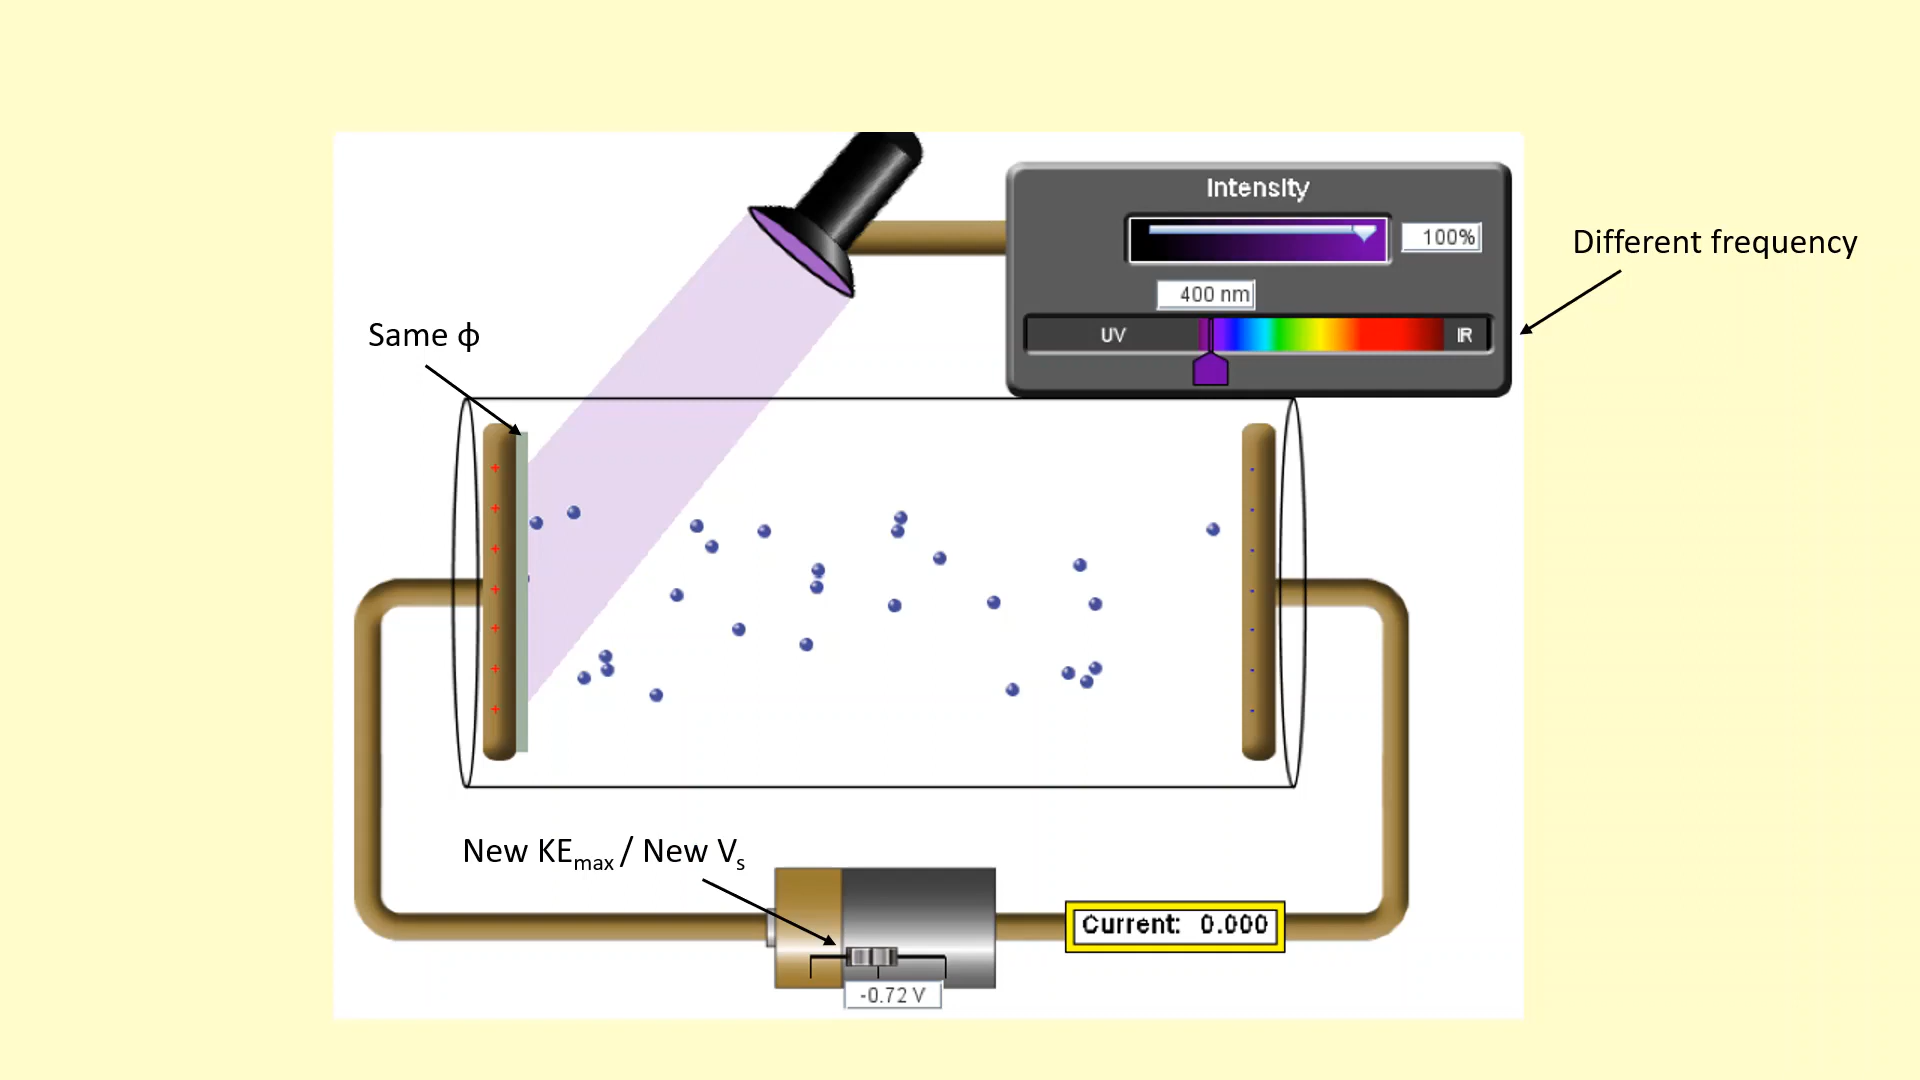 Intensity
100%
Different frequency
400 nm
UV
IR
Same ϕ
+
+
+
+
+
+
+
-
-
-
-
-
-
-
New KEmax / New Vs
Current: 0.000
-0.72 V